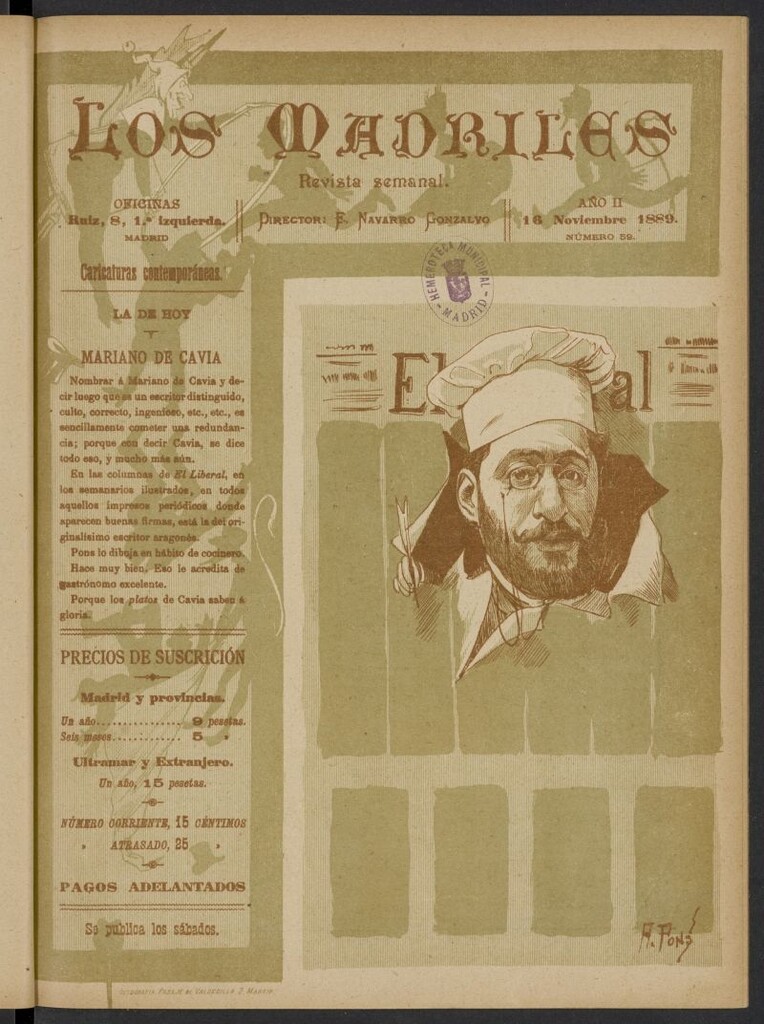 LOS MADRILES
Revista semanal.
OFICINAS
Ruiz, 8, 1.º izquierda.
MADRID
DIRECTOR: E. NAVARRO GONZALVO
AÑO II
16 Noviembre 1889.
NÚMERO 59.
HEMEROTECA MUNICIPAL
- MADRID -
Caricaturas contemporáneas.
LA DE HOY
MARIANO DE CAVIA
Nombrar á Mariano de Cavia y de-
cir luego que es un escritor distinguido,
culto, correcto, ingenioso, etc., etc., es
sencillamente cometer una redundan-
cia; porque con decir Cavia, se dice
todo eso, y mucho más aún.
En las columnas de El Liberal, en
los semanarios ilustrados, en todos
aquellos impresos periódicos donde
aparecen buenas firmas, está la del ori-
ginalísimo escritor aragonés.
Pons lo dibuja en hábito de cocinero.
Hace muy bien. Eso le acredita de
gastrónomo excelente.
Porque los platos de Cavia saben á
gloria.
PRECIOS DE SUSCRICIÓN
Madrid y provincias.
Un año............... 9 pesetas.
Seis meses............ 5 »
Ultramar y Extranjero.
Un año, 15 pesetas.
NÚMERO CORRIENTE, 15 CÉNTIMOS
» ATRASADO, 25 »
PAGOS ADELANTADOS
Se publica los sábados.
El al
A. Pons